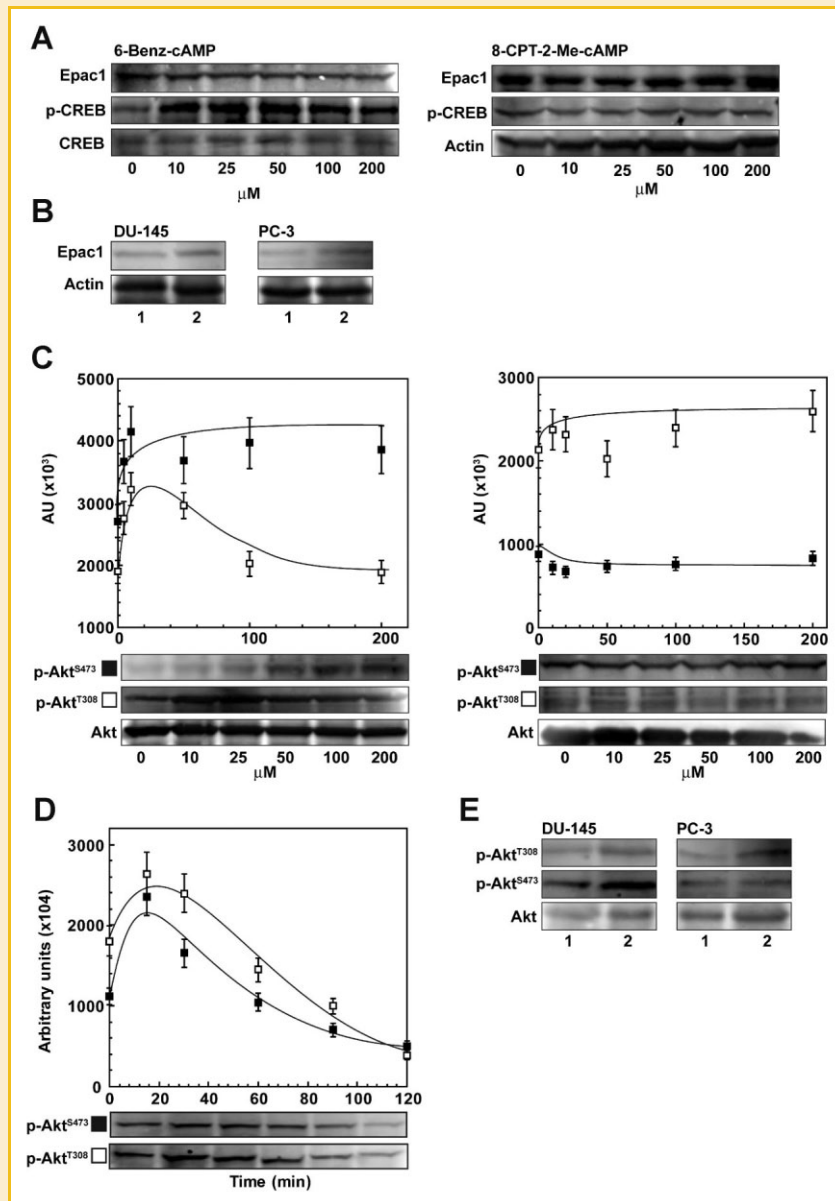 A
6-Benz-cAMP
Epac1
p-CREB
CREB
0 10 25 50 100 200
μM
8-CPT-2-Me-cAMP
Epac1
p-CREB
Actin
0 10 25 50 100 200
μM
B
DU-145 PC-3
Epac1
Actin
1 2 1 2
C
AU (x10³)
5000
4000
3000
2000
1000
0 100 200
p-Akt^S473
p-Akt^T308
Akt
0 10 25 50 100 200
μM
AU (x10³)
3000
2000
1000
0
0 50 100 150 200
p-Akt^S473
p-Akt^T308
Akt
0 10 25 50 100 200
μM
D
Arbitrary units (x104)
3000
2000
1000
0
0 20 40 60 80 100 120
p-Akt^S473
p-Akt^T308
Time (min)
E
DU-145 PC-3
p-Akt^T308
p-Akt^S473
Akt
1 2 1 2